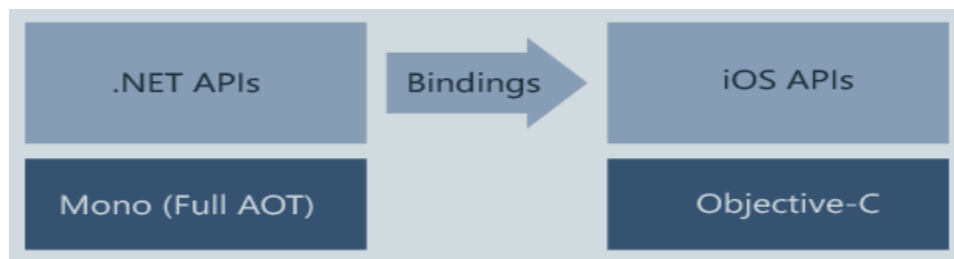 .NET APIs
Bindings
iOS APIs
Mono (Full AOT)
Objective-C